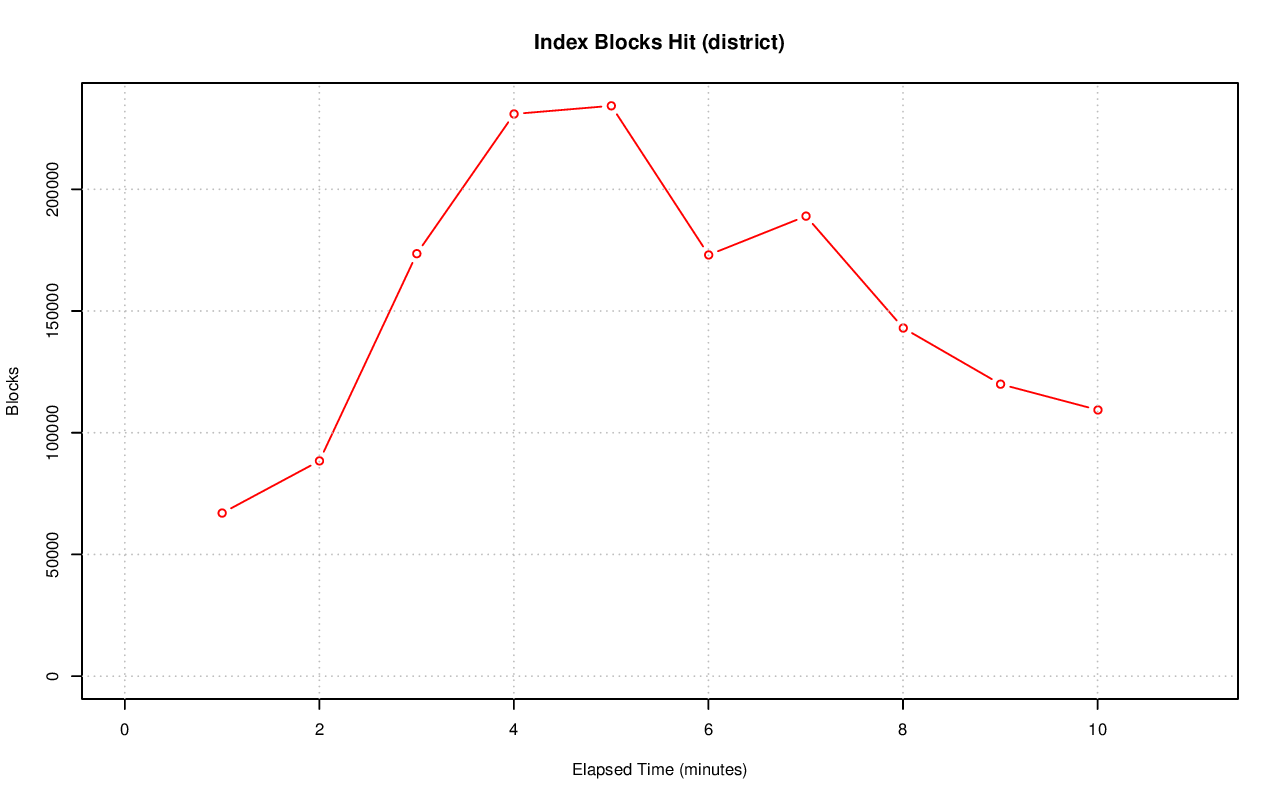 Index Blocks Hit (district)
Blocks
200000
150000
100000
50000
0
0 2 4 6 8 10
Elapsed Time (minutes)